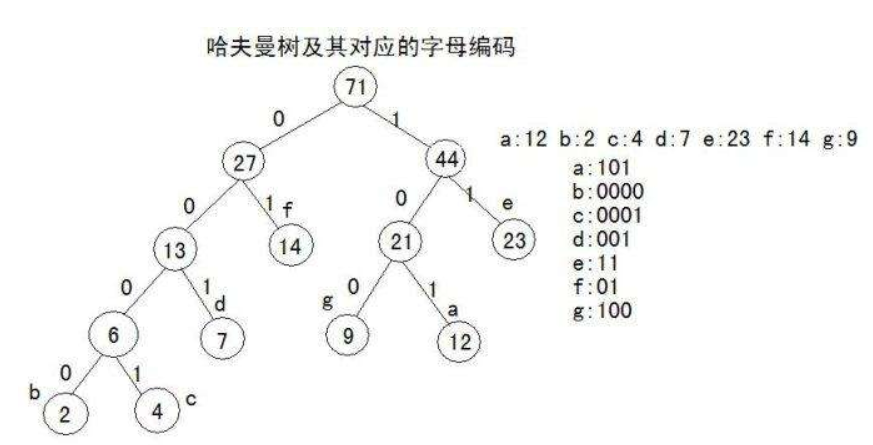 哈夫曼树及其对应的字母编码
71
0 1
a:12 b:2 c:4 d:7 e:23 f:14 g:9
27 44
a:101
b:0000
0 1 f 0 1 e
c:0001
13 14 21 23
d:001
e:11
0 1 d g 0 1 a
f:01
g:100
6 7 9 12
b 0 1 c
2 4